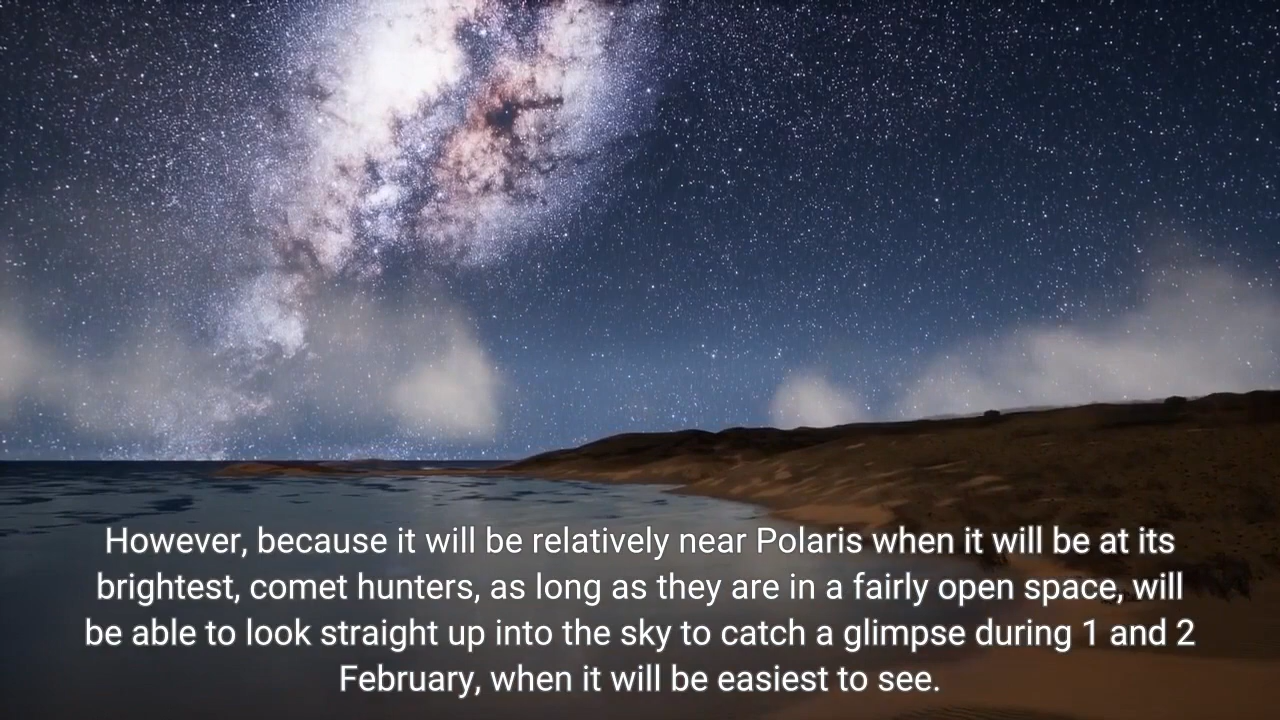 However, because it will be relatively near Polaris when it will be at its
brightest, comet hunters, as long as they are in a fairly open space, will
be able to look straight up into the sky to catch a glimpse during 1 and 2
February, when it will be easiest to see.